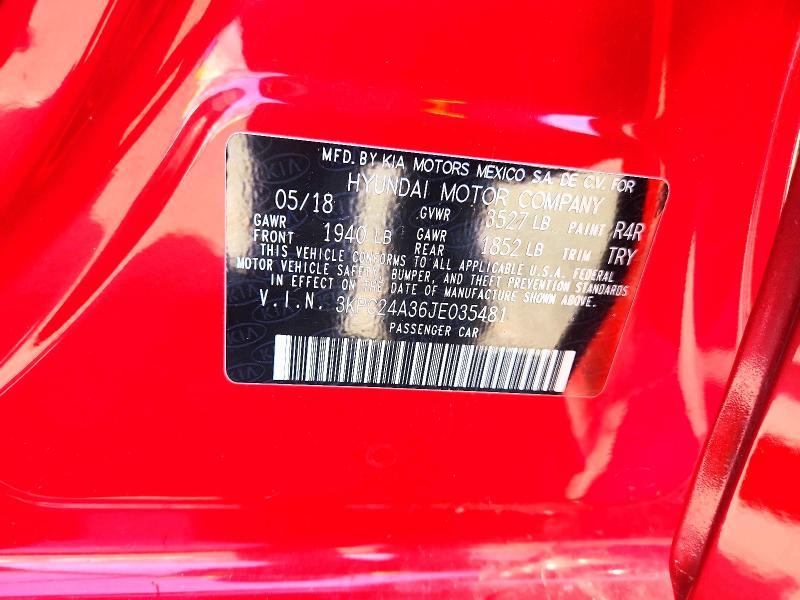 MFD. BY KIA MOTORS MEXICO S.A. DE C.V. FOR
HYUNDAI MOTOR COMPANY
05/18 GVWR 3527 LB PAINT R4R
GAWR FRONT 1940 LB GAWR REAR 1852 LB TRIM TRY
THIS VEHICLE CONFORMS TO ALL APPLICABLE U.S.A. FEDERAL
MOTOR VEHICLE SAFETY, BUMPER, AND THEFT PREVENTION STANDARDS
IN EFFECT ON THE DATE OF MANUFACTURE SHOWN ABOVE.
V.I.N. 3KPC24A36JE035481
PASSENGER CAR